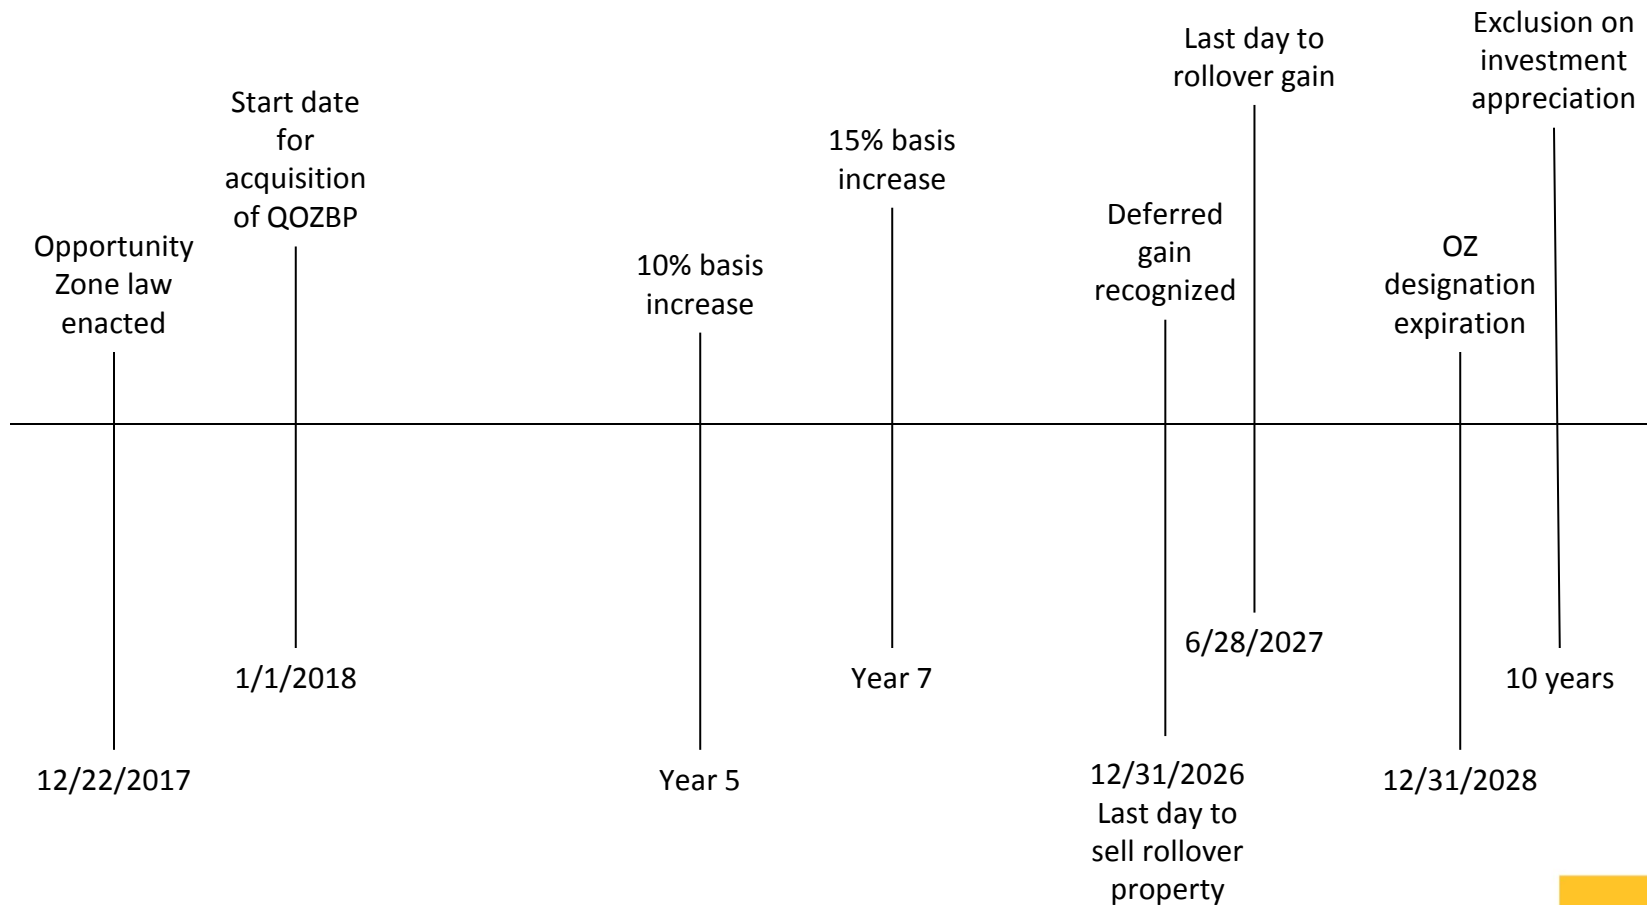 Opportunity
Zone law
enacted
12/22/2017
Start date
for
acquisition
of QOZBP
1/1/2018
10% basis
increase
Year 5
15% basis
increase
Year 7
Deferred
gain
recognized
12/31/2026
Last day to
sell rollover
property
Last day to
rollover gain
6/28/2027
OZ
designation
expiration
12/31/2028
Exclusion on
investment
appreciation
10 years